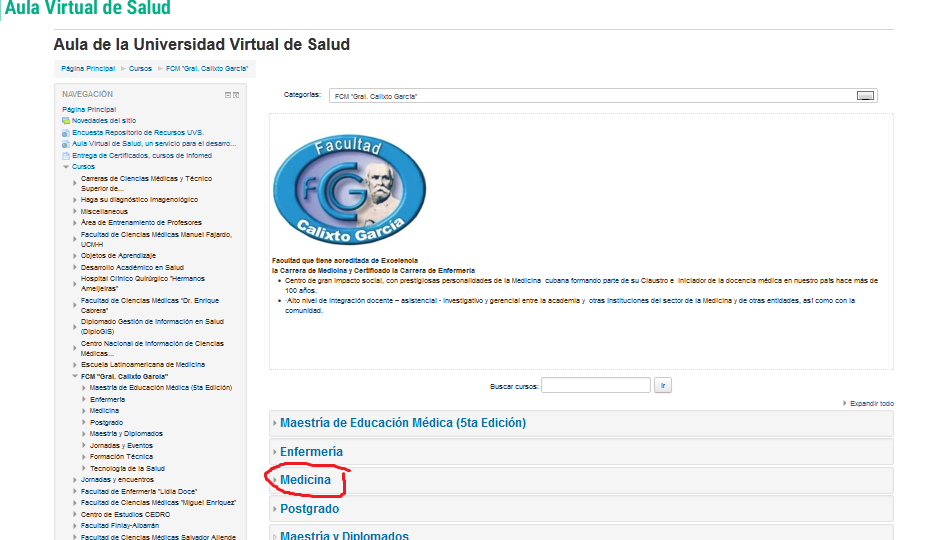 Aula Virtual de Salud
Aula de la Universidad Virtual de Salud
Página Principal ► Cursos ► FCM "Gral. Calixto García"
NAVEGACIÓN
Página Principal
Novedades del sitio
Encuesta Repositorio de Recursos UVS.
Aula Virtual de Salud, un servicio para el desarro...
Entrega de Certificados, cursos de Infomed
Cursos
Carreras de Ciencias Médicas y Técnico
Superior de...
Haga su diagnóstico imagenológico
Miscellaneous
Área de Entrenamiento de Profesores
Facultad de Ciencias Médicas Manuel Fajardo,
UCM-H
Objetos de Aprendizaje
Desarrollo Académico en Salud
Hospital Clínico Quirúrgico "Hermanos
Ameijeiras"
Facultad de Ciencias Médicas "Dr. Enrique
Cabrera"
Diplomado Gestión de Información en Salud
(DiploGIS)
Centro Nacional de Información de Ciencias
Médicas...
Escuela Latinoamericana de Medicina
FCM "Gral. Calixto García"
Maestría de Educación Médica (5ta Edición)
Enfermería
Medicina
Postgrado
Maestría y Diplomados
Jornadas y Eventos
Formación Técnica
Tecnología de la Salud
Jornadas y encuentros
Facultad de Enfermería "Lidia Doce"
Facultad de Ciencias Médicas "Miguel Enríquez"
Centro de Estudios CEDRO
Facultad Finlay-Albarrán
Facultad de Ciencias Médicas Salvador Allende
Categorías: FCM "Gral. Calixto García"
Facultad
FCG
Calixto García
Facultad que tiene acreditada de Excelencia
la Carrera de Medicina y Certificado la Carrera de Enfermería
• Centro de gran impacto social, con prestigiosas personalidades de la Medicina cubana formando parte de su Claustro e iniciador de la docencia médica en nuestro país hace más de
100 años.
• ·Alto nivel de integración docente – asistencial - investigativo y gerencial entre la academia y otras instituciones del sector de la Medicina y de otras entidades, así como con la
comunidad.
Buscar cursos: Ir
Expandir todo
Maestría de Educación Médica (5ta Edición)
Enfermería
Medicina
Postgrado
Maestría y Diplomados